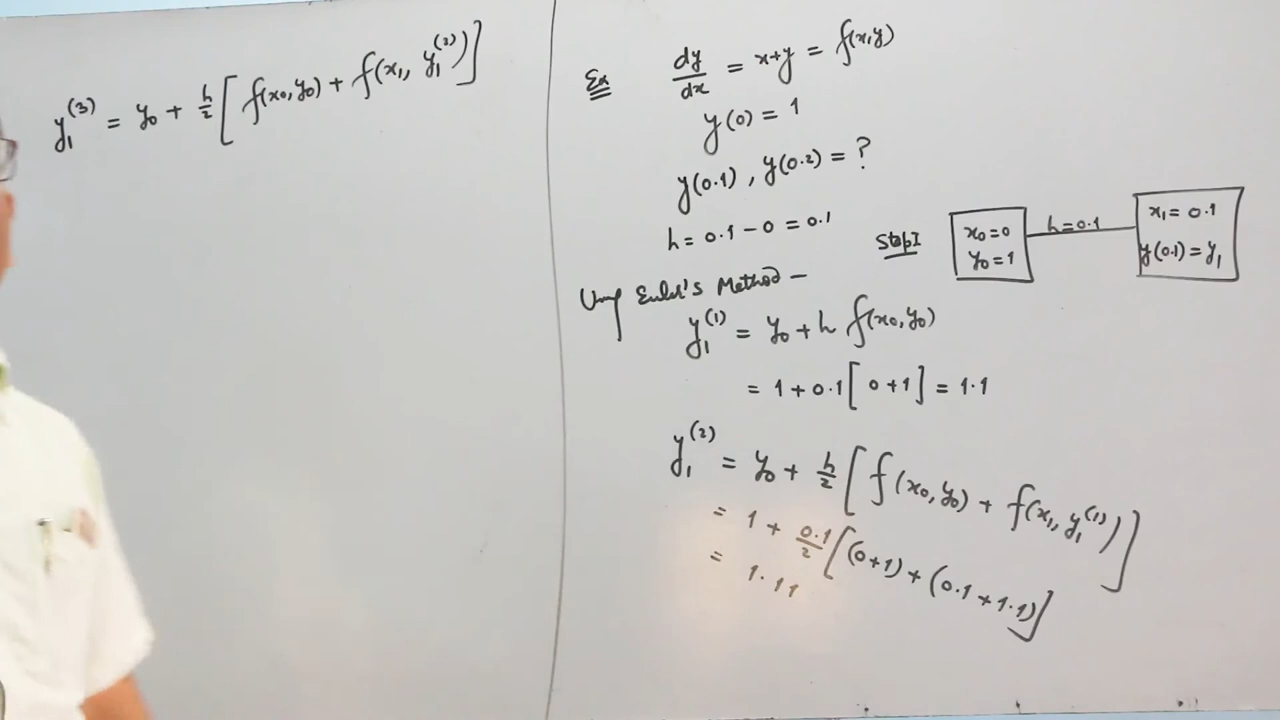 y₁⁽³⁾ = y₀ + h/2 [ f(x₀, y₀) + f(x₁, y₁⁽²⁾) ]
Ex dy/dx = x+y = f(x,y)
y(0) = 1
y(0.1) , y(0.2) = ?
h = 0.1 − 0 = 0.1
Step I
x₀=0
y₀=1
h=0.1
x₁ = 0.1
y(0.1) = y₁
Using Euler's Method −
y₁⁽¹⁾ = y₀ + h f(x₀, y₀)
= 1 + 0.1 [ 0+1 ] = 1.1
y₁⁽²⁾ = y₀ + h/2 [ f(x₀, y₀) + f(x₁, y₁⁽¹⁾) ]
= 1 + 0.1/2 [ (0+1) + (0.1 + 1.1) ]
= 1.11